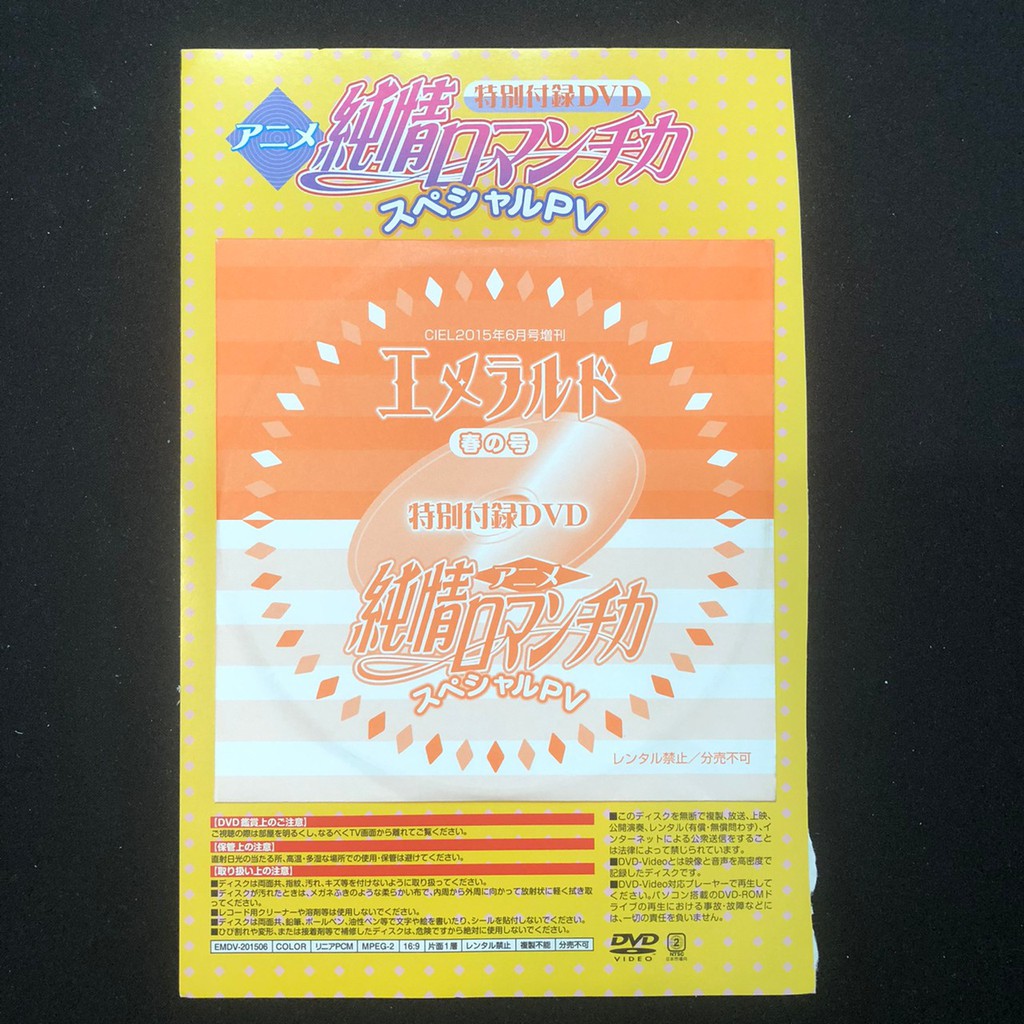 特別付録DVD
アニメ
純情ロマンチカ
スペシャルPV
CIEL2015年6月号増刊
エメラルド
春の号
特別付録DVD
アニメ
純情ロマンチカ
スペシャルPV
レンタル禁止／分売不可
【DVD鑑賞上のご注意】
ご視聴の際は部屋を明るくし、なるべくTV画面から離れてご覧ください。
【保管上の注意】
直射日光の当たる所、高温・多湿な場所での使用・保管は避けてください。
【取り扱い上の注意】
■ディスクは両面共、指紋、汚れ、キズ等を付けないように取り扱ってください。
■ディスクが汚れたときは、メガネふきのような柔らかい布で、内周から外周に向かって放射状に軽く拭き取
ってください。
■レコード用クリーナーや溶剤等は使用しないでください。
■ディスクは両面共、鉛筆、ボールペン、油性ペン等で文字や絵を書いたり、シールを貼付しないでください。
■ひび割れや変形、または接着剤等で補修したディスクは、危険ですから絶対に使用しないでください。
EMDV-201506 COLOR リニアPCM MPEG-2 16:9 片面1層 レンタル禁止 複製不能 分売不可
■このディスクを無断で複製、放送、上映、
公開演奏、レンタル(有償・無償問わず)、イ
ンターネットによる公衆送信をすること
は法律によって禁じられています。
■DVD-Videoとは映像と音声を高密度で
記録したディスクです。
■DVD-Video対応プレーヤーで再生して
ください。パソコン搭載のDVD-ROMド
ライブの再生における事故・故障などに
は、一切の責任を負いません。
DVD
VIDEO
2
NTSC
日本市場向